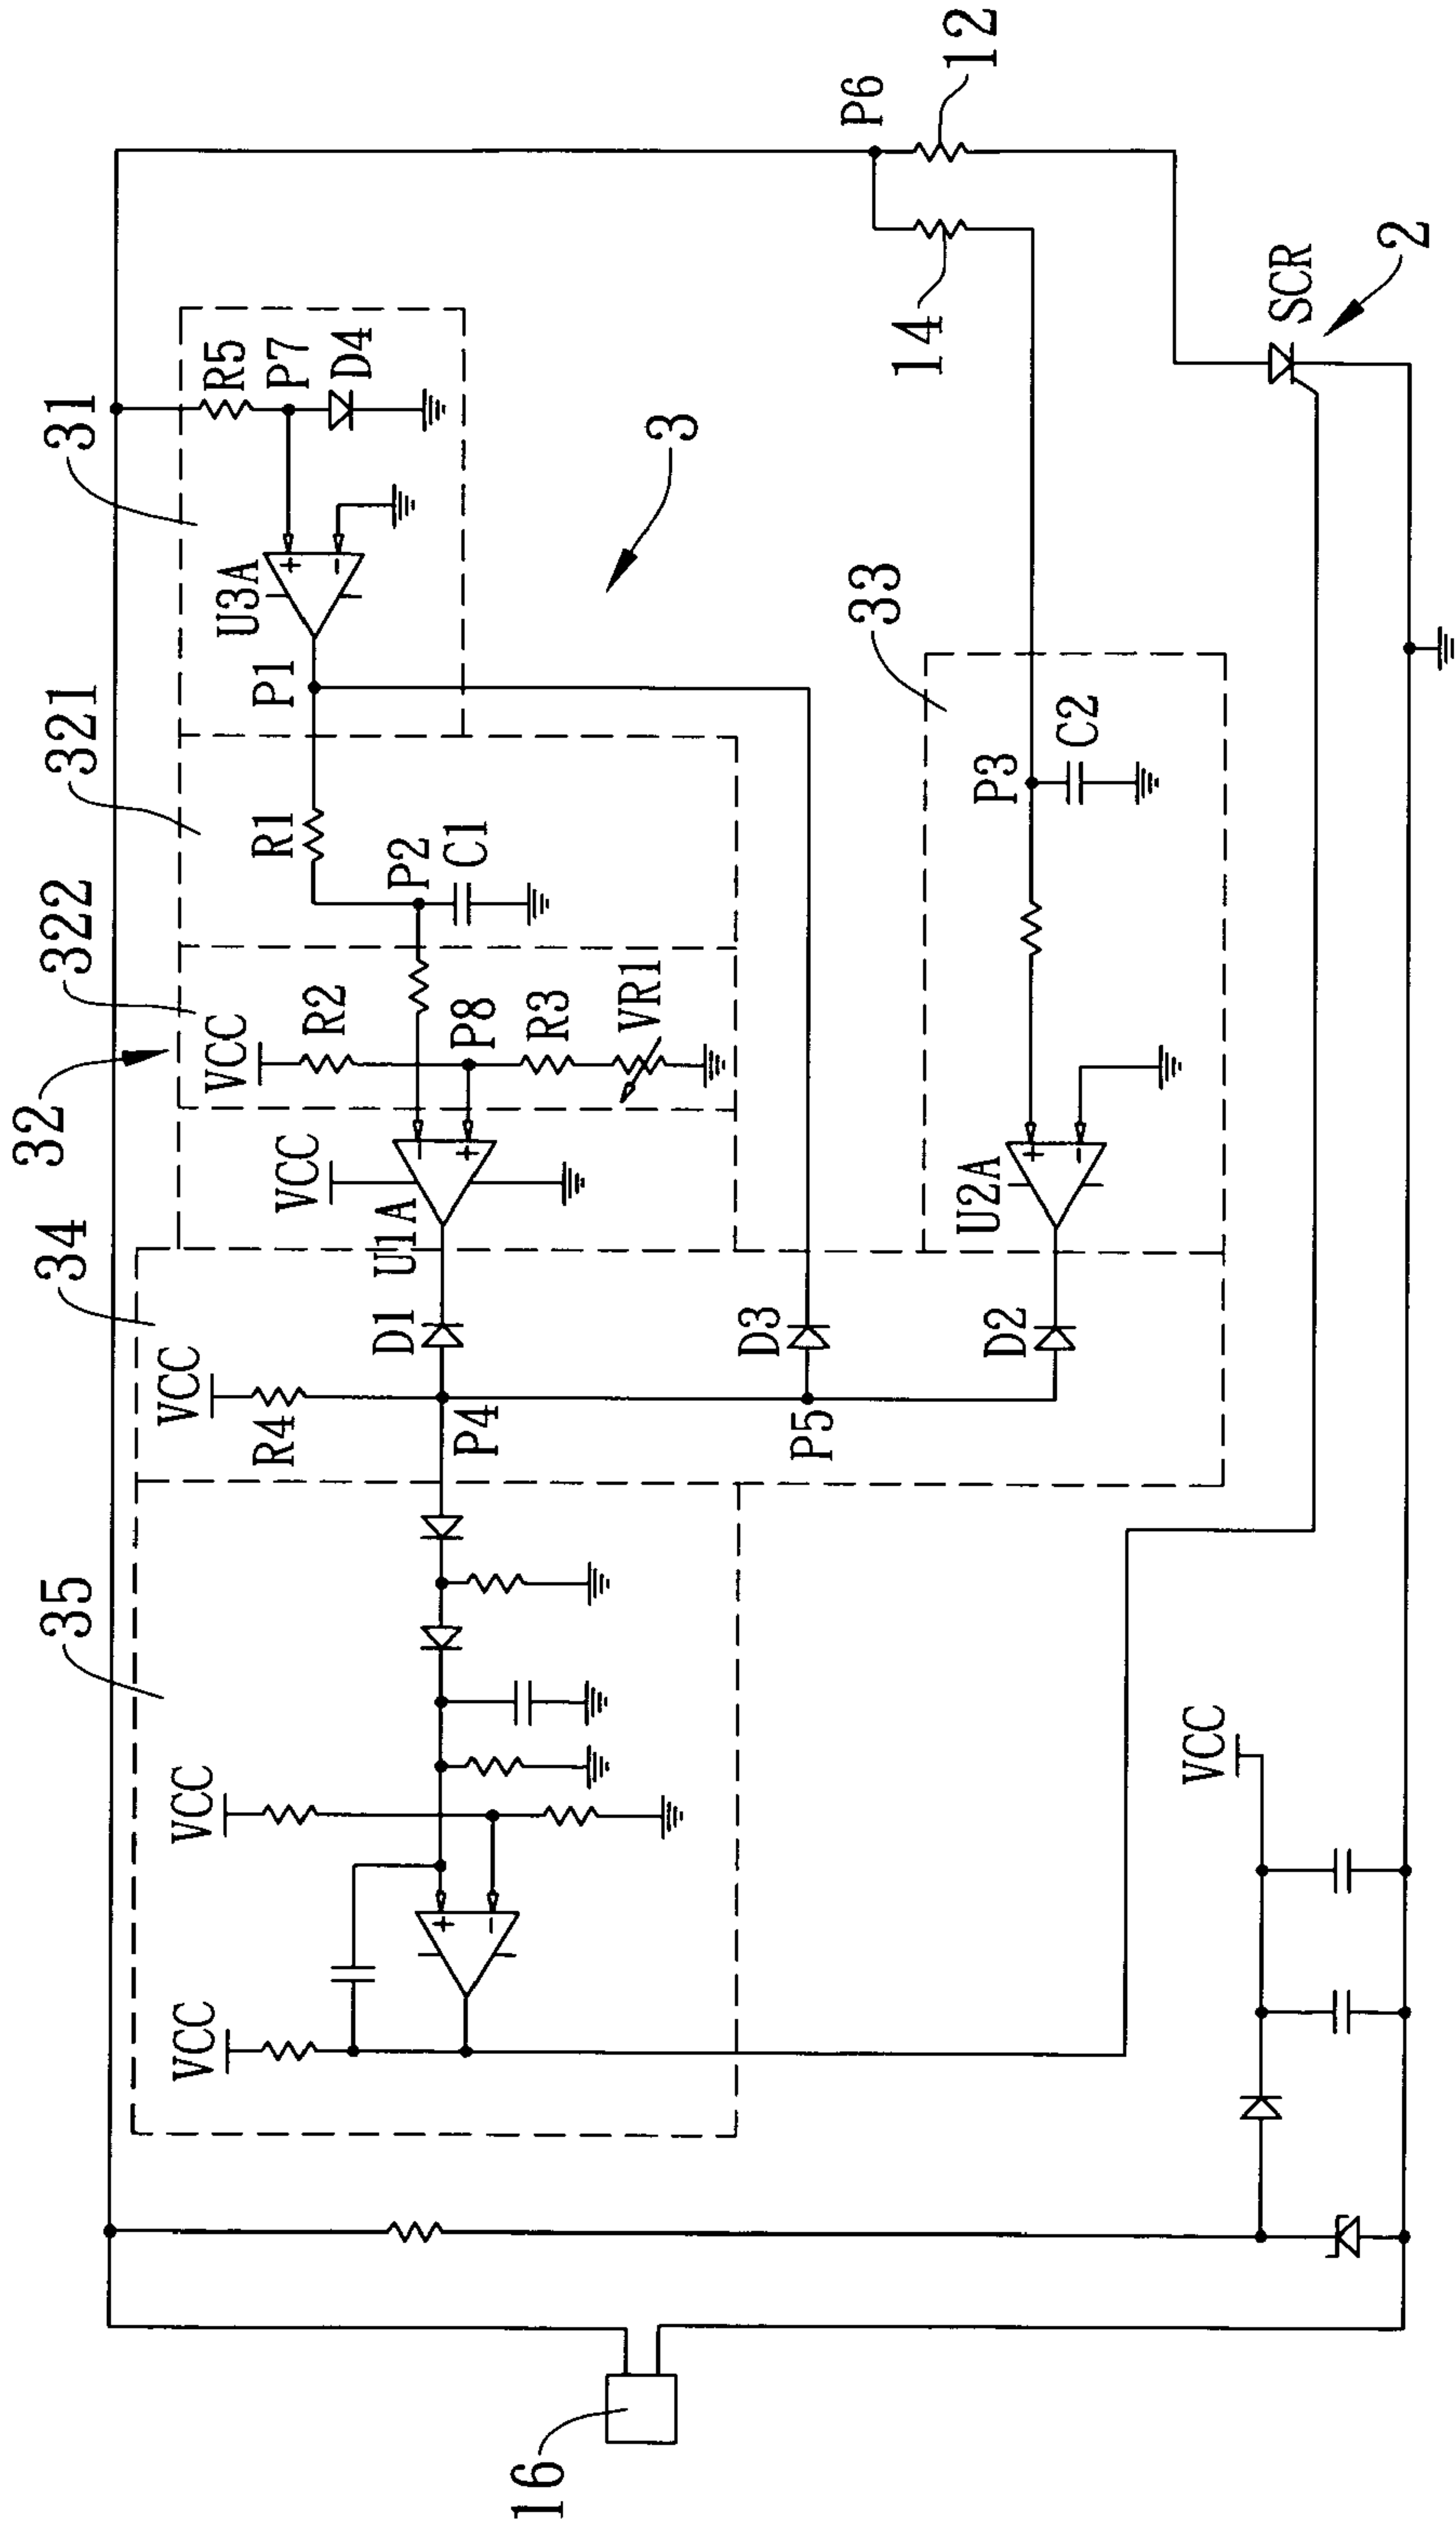 16
35
34
32
322
321
31
3
33
12
14
2
VCC
VCC
VCC
R4
P4
P5
D1
D3
D2
VCC
U1A
VCC
R2
P8
R3
VR1
R1
P2
C1
P1
U3A
+
-
R5
P7
D4
-
+
+
-
U2A
+
-
P3
C2
P6
SCR
VCC